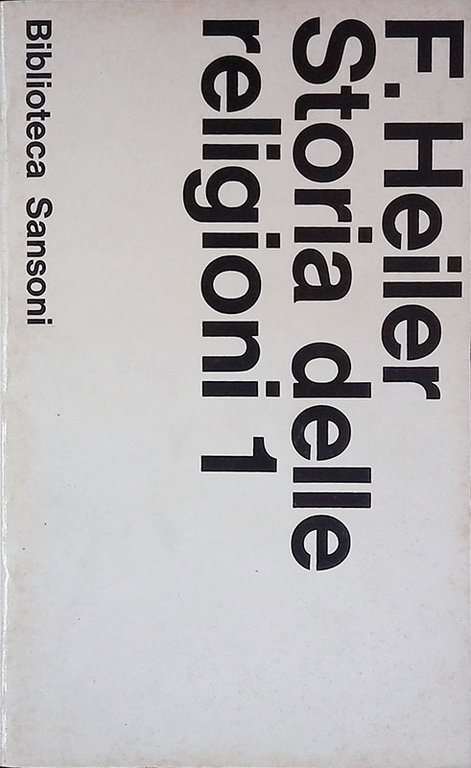 F. Heiler
Storia delle
religioni 1
Biblioteca Sansoni